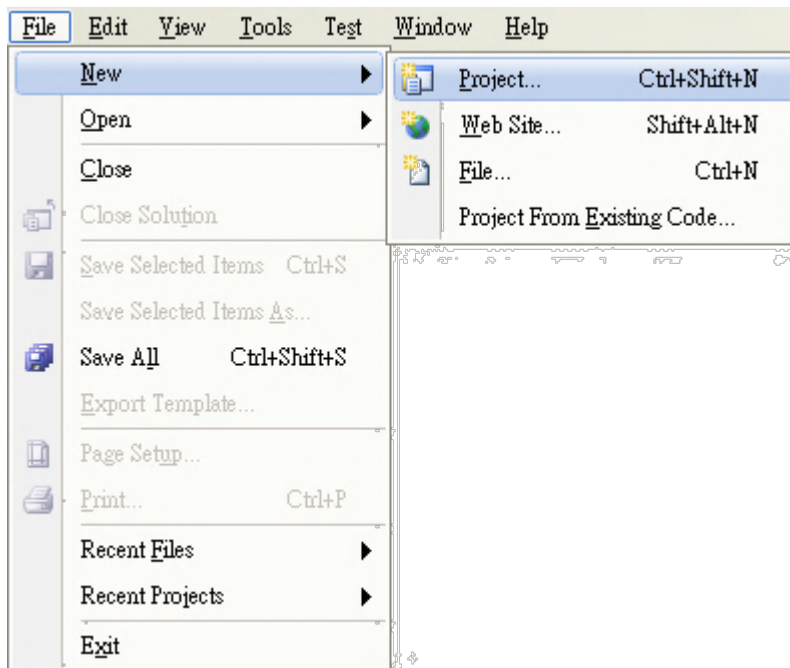 File Edit View Tools Test Window Help
New
Project... Ctrl+Shift+N
Open
Web Site... Shift+Alt+N
Close
File... Ctrl+N
Close Solution
Project From Existing Code...
Save Selected Items Ctrl+S
Save Selected Items As...
Save All Ctrl+Shift+S
Export Template...
Page Setup...
Print... Ctrl+P
Recent Files
Recent Projects
Exit